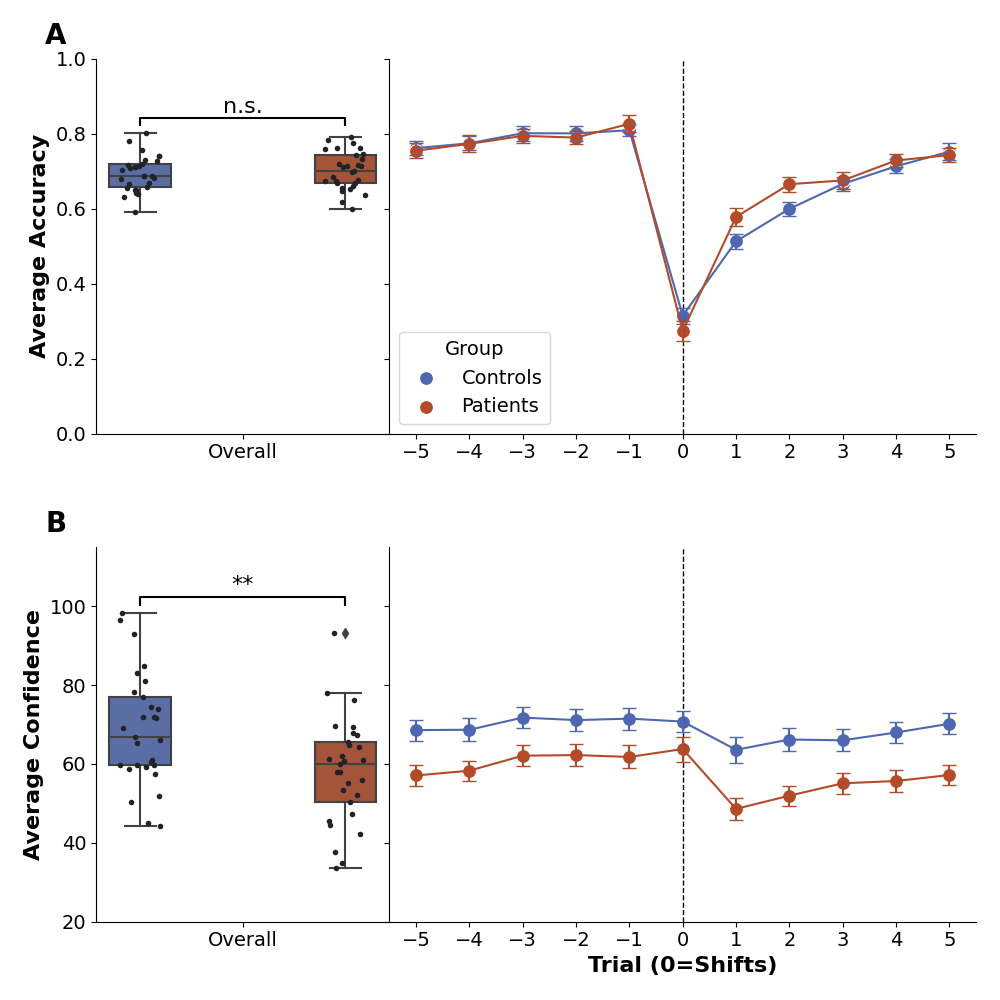 A
1.0
0.8
0.6
0.4
0.2
0.0
Average Accuracy
n.s.
Overall
Group
Controls
Patients
−5 −4 −3 −2 −1 0 1 2 3 4 5
B
100
80
60
40
20
Average Confidence
**
Overall
−5 −4 −3 −2 −1 0 1 2 3 4 5
Trial (0=Shifts)